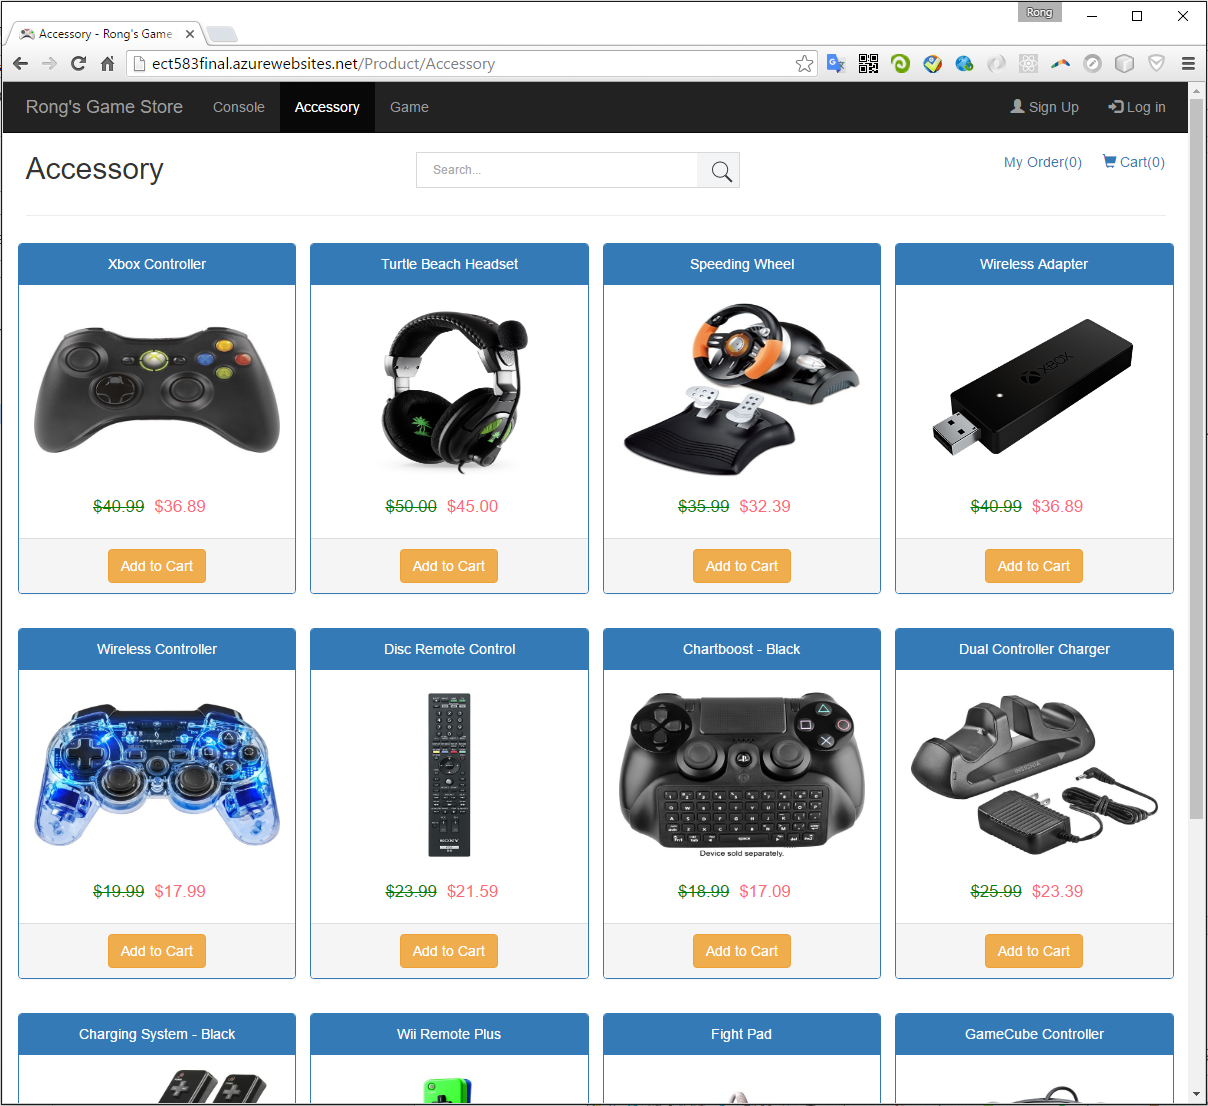 Rong
Accessory - Rong's Game
ect583final.azurewebsites.net/Product/Accessory
Rong's Game Store Console Accessory Game Sign Up Log in
Accessory Search... My Order(0) Cart(0)
Xbox Controller Turtle Beach Headset Speeding Wheel Wireless Adapter
XBOX
$40.99 $36.89 $50.00 $45.00 $35.99 $32.39 $40.99 $36.89
Add to Cart Add to Cart Add to Cart Add to Cart
Wireless Controller Disc Remote Control Chartboost - Black Dual Controller Charger
INSIGNIA
SONY
Device sold separately.
$19.99 $17.99 $23.99 $21.59 $18.99 $17.09 $25.99 $23.39
Add to Cart Add to Cart Add to Cart Add to Cart
Charging System - Black Wii Remote Plus Fight Pad GameCube Controller